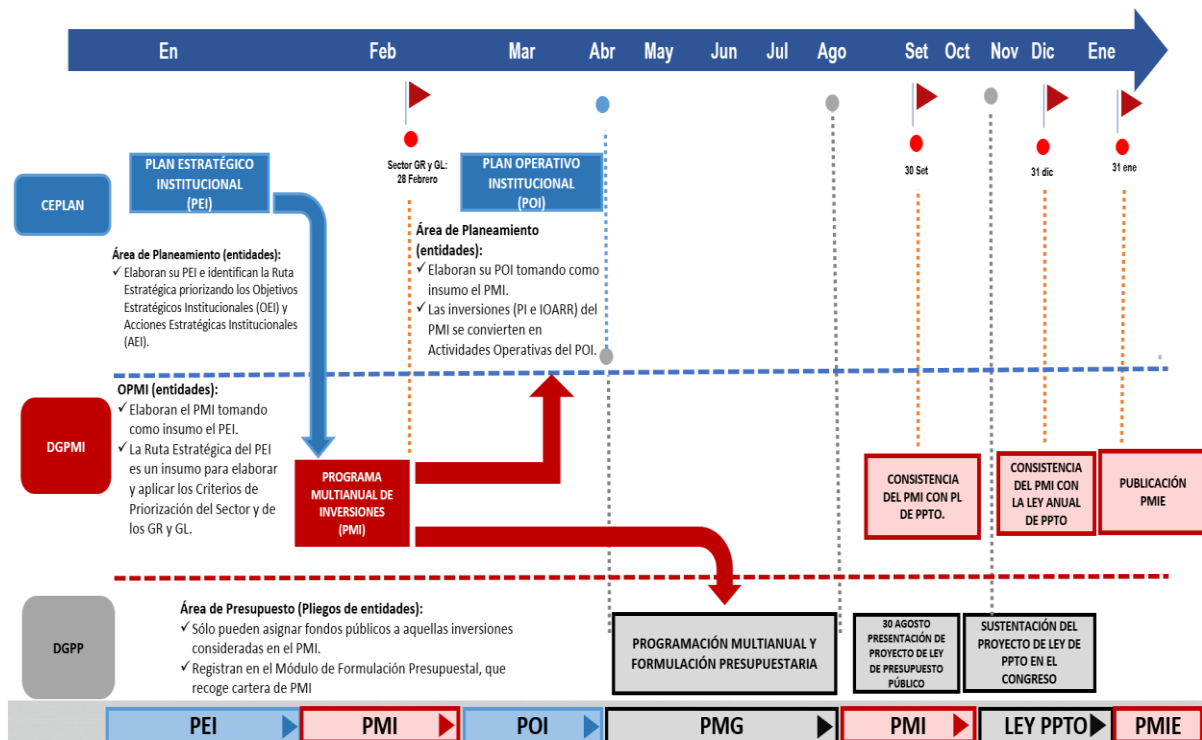 En Feb Mar Abr May Jun Jul Ago Set Oct Nov Dic Ene
Sector GR y GL:
28 Febrero
30 Set
31 dic
31 ene
CEPLAN
PLAN ESTRATÉGICO
INSTITUCIONAL
(PEI)
PLAN OPERATIVO
INSTITUCIONAL
(POI)
Área de Planeamiento (entidades):
✓ Elaboran su PEI e identifican la Ruta
Estratégica priorizando los Objetivos
Estratégicos Institucionales (OEI) y
Acciones Estratégicas Institucionales
(AEI).
Área de Planeamiento
(entidades):
✓ Elaboran su POI tomando como
insumo el PMI.
✓ Las inversiones (PI e IOARR) del
PMI se convierten en
Actividades Operativas del POI.
DGPMI
OPMI (entidades):
✓ Elaboran el PMI tomando
como insumo el PEI.
✓ La Ruta Estratégica del PEI
es un insumo para elaborar
y aplicar los Criterios de
Priorización del Sector y de
los GR y GL.
PROGRAMA
MULTIANUAL DE
INVERSIONES
(PMI)
CONSISTENCIA
DEL PMI CON PL
DE PPTO.
CONSISTENCIA
DEL PMI CON
LA LEY ANUAL
DE PPTO
PUBLICACIÓN
PMIE
DGPP
Área de Presupuesto (Pliegos de entidades):
✓ Sólo pueden asignar fondos públicos a aquellas inversiones
consideradas en el PMI.
✓ Registran en el Módulo de Formulación Presupuestal, que
recoge cartera de PMI
PROGRAMACIÓN MULTIANUAL Y
FORMULACIÓN PRESUPUESTARIA
30 AGOSTO
PRESENTACIÓN DE
PROYECTO DE LEY
DE PRESUPUESTO
PÚBLICO
SUSTENTACIÓN DEL
PROYECTO DE LEY DE
PPTO EN EL
CONGRESO
PEI PMI POI PMG PMI LEY PPTO PMIE